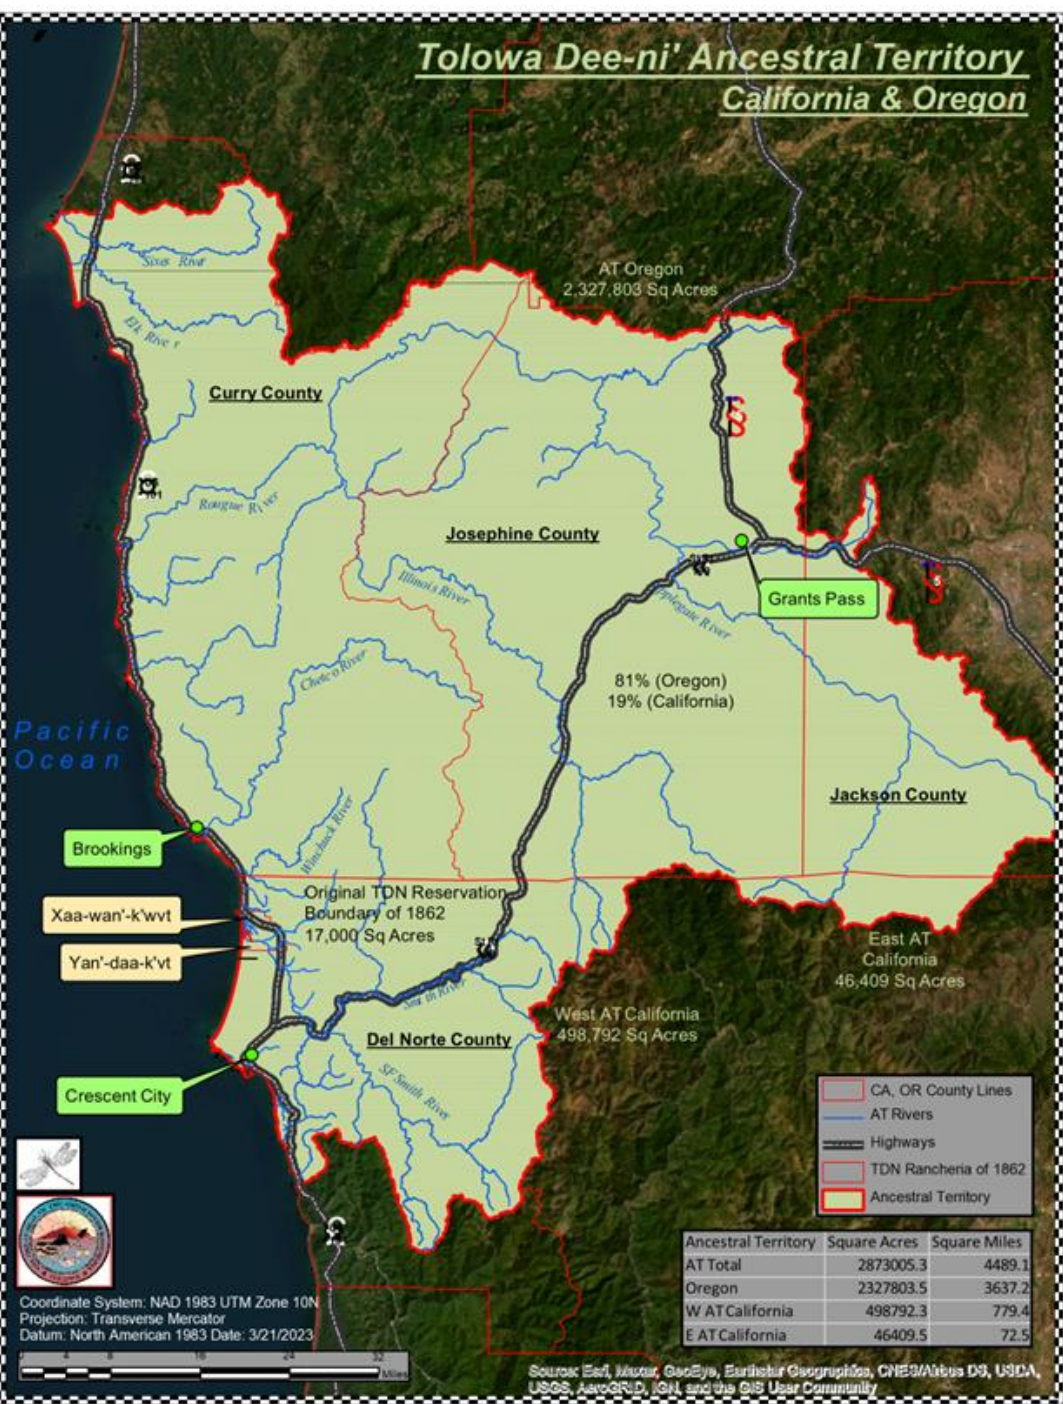 Tolowa Dee-ni' Ancestral Territory
California & Oregon
AT Oregon
2,327,803 Sq Acres
Sixes River
Elk River
Curry County
Rougue River
Josephine County
Illinois River
Grants Pass
Applegate River
Chetco River
81% (Oregon)
19% (California)
Pacific
Ocean
Jackson County
Brookings
Winchuck River
Original TDN Reservation
Boundary of 1862
17,000 Sq Acres
Xaa-wan'-k'wvt
Yan'-daa-k'vt
East AT
California
46,409 Sq Acres
Smith River
West AT California
498,792 Sq Acres
Del Norte County
SF Smith River
Crescent City
CA, OR County Lines
AT Rivers
Highways
TDN Rancheria of 1862
Ancestral Territory
Ancestral Territory Square Acres Square Miles
AT Total 2873005.3 4489.1
Oregon 2327803.5 3637.2
W AT California 498792.3 779.4
E AT California 46409.5 72.5
Coordinate System: NAD 1983 UTM Zone 10N
Projection: Transverse Mercator
Datum: North American 1983 Date: 3/21/2023
0 4 8 16 24 32
Miles
Source: Esri, Maxar, GeoEye, Earthstar Geographics, CNES/Airbus DS, USDA,
USGS, AeroGRID, IGN, and the GIS User Community